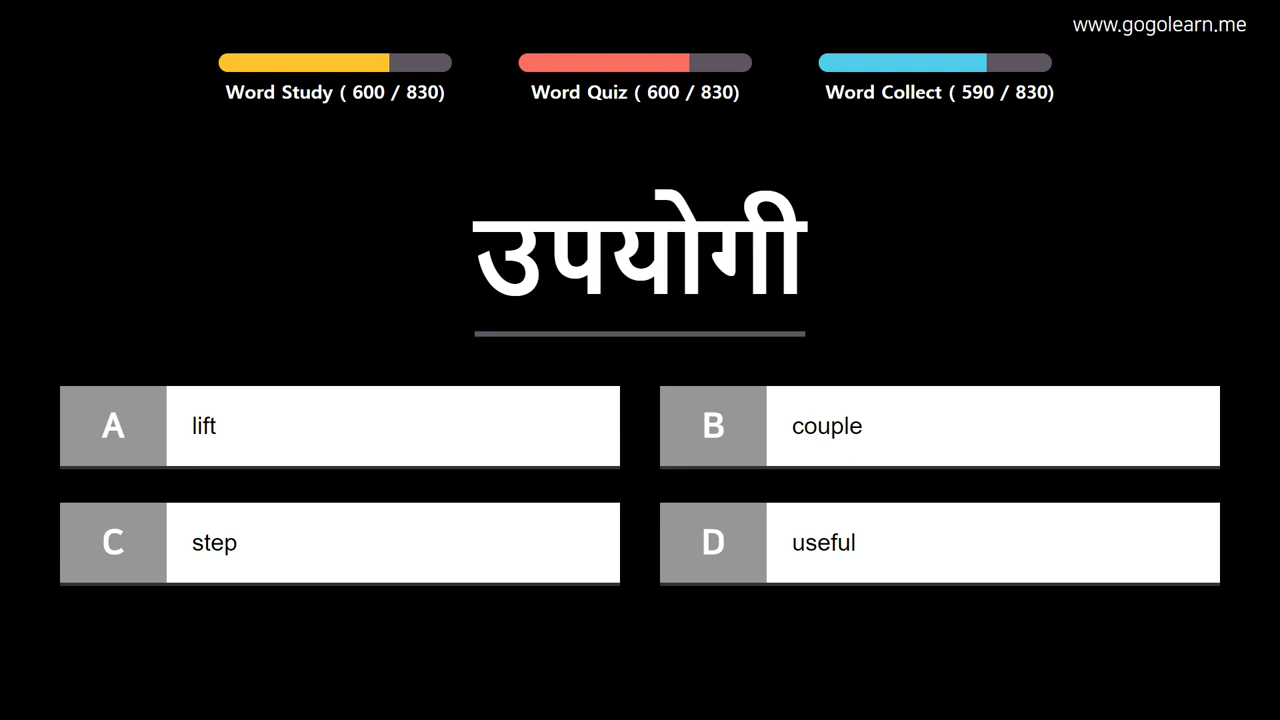 www.gogolearn.me
Word Study ( 600 / 830)
Word Quiz ( 600 / 830)
Word Collect ( 590 / 830)
उपयोगी
A lift
B couple
C step
D useful